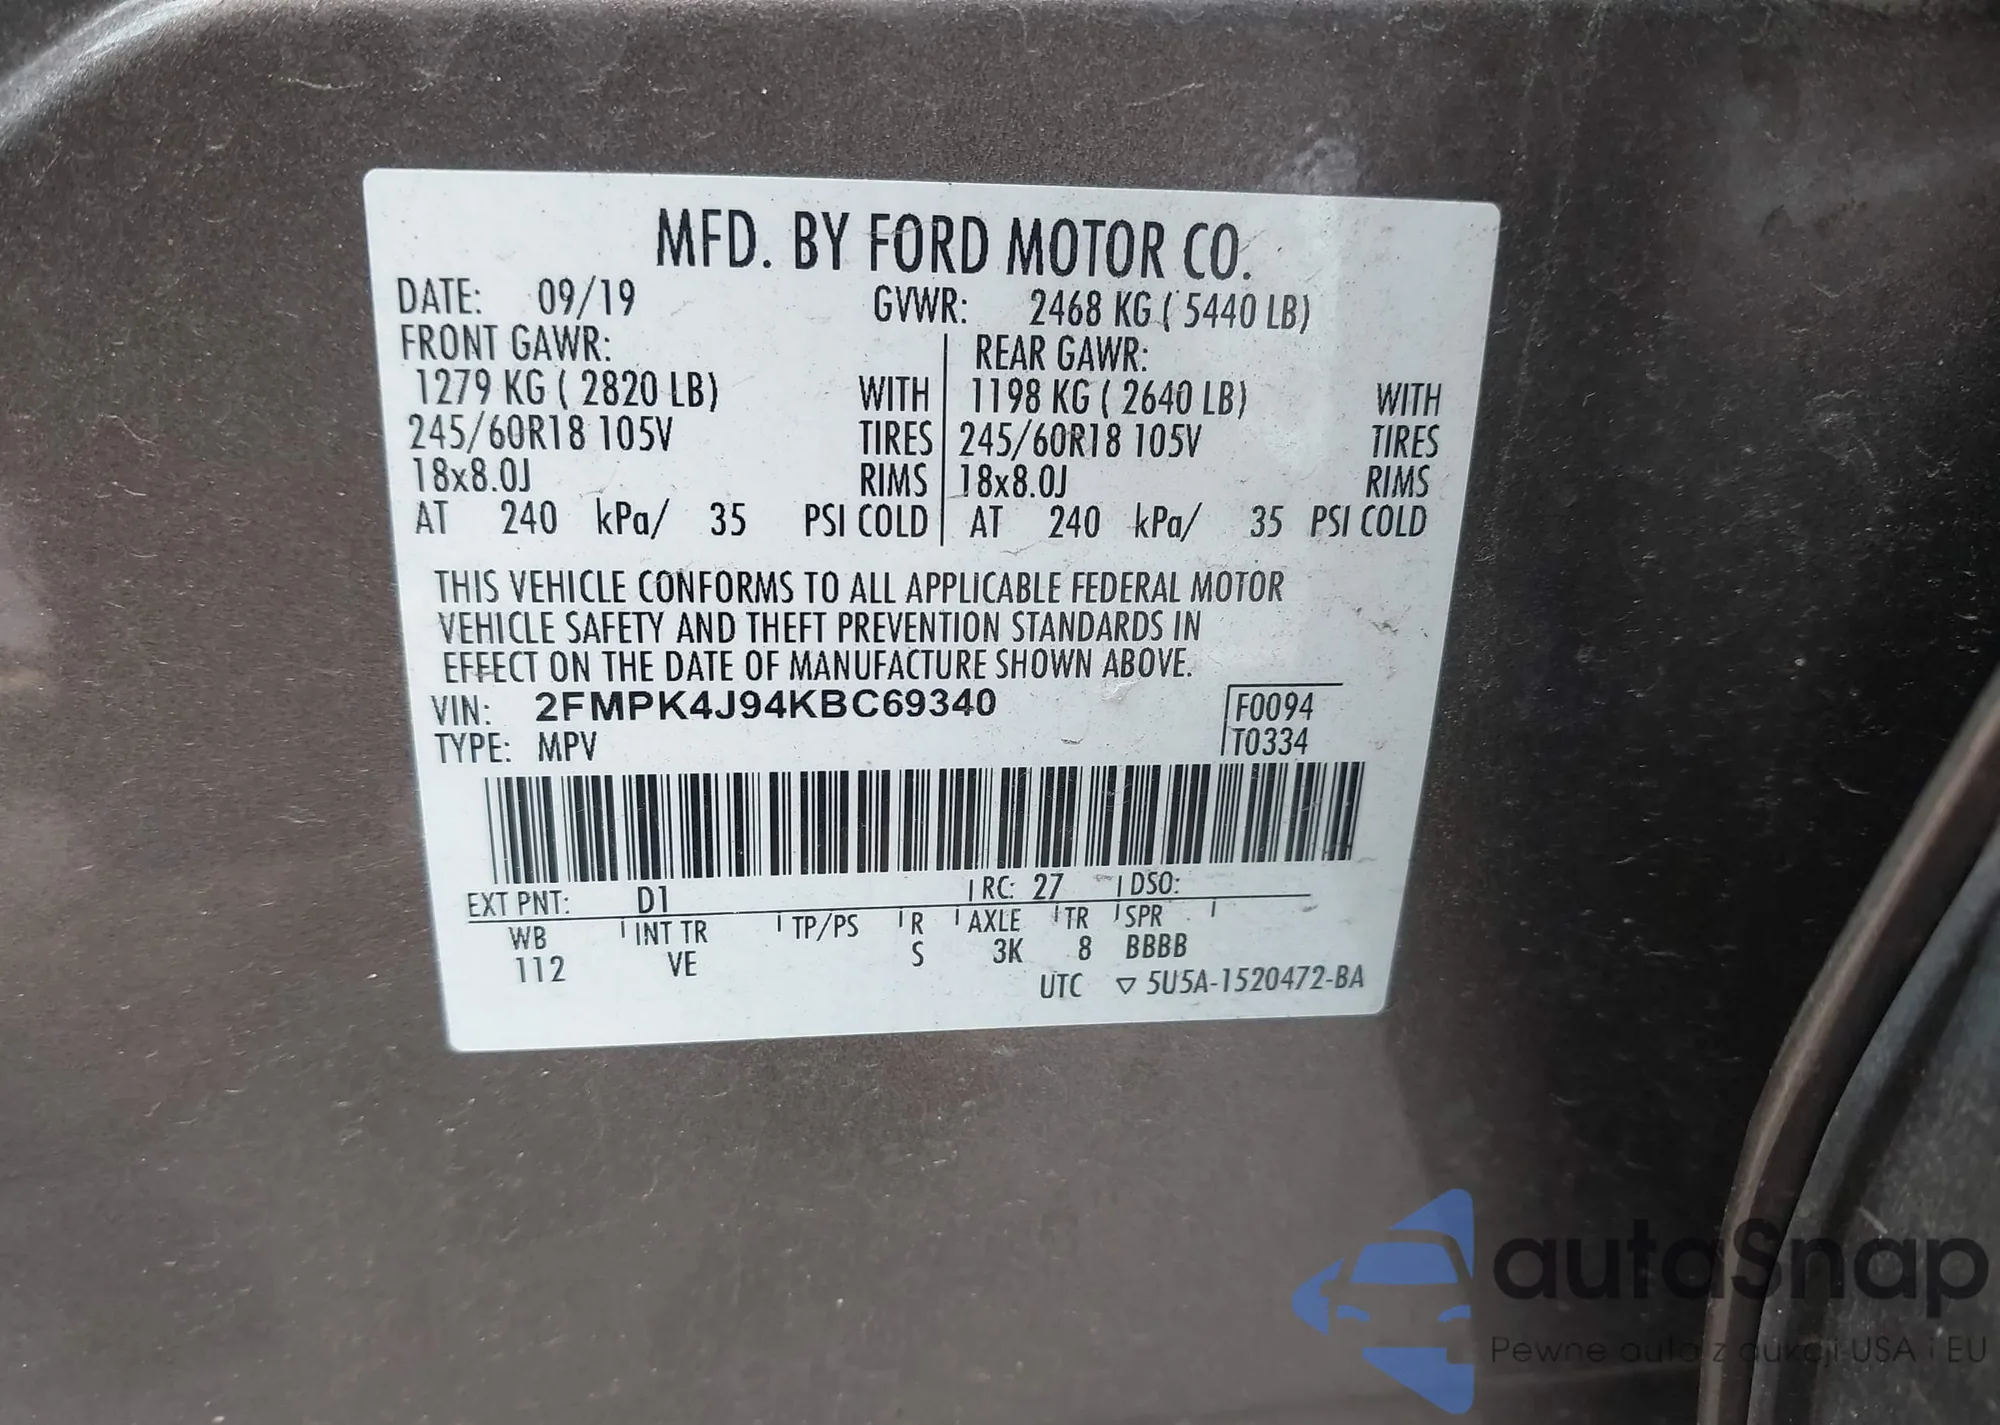 MFD. BY FORD MOTOR CO.
DATE: 09/19 GVWR: 2468 KG ( 5440 LB)
FRONT GAWR: REAR GAWR:
1279 KG ( 2820 LB) WITH 1198 KG ( 2640 LB) WITH
245/60R18 105V TIRES 245/60R18 105V TIRES
18x8.0J RIMS 18x8.0J RIMS
AT 240 kPa/ 35 PSI COLD AT 240 kPa/ 35 PSI COLD
THIS VEHICLE CONFORMS TO ALL APPLICABLE FEDERAL MOTOR
VEHICLE SAFETY AND THEFT PREVENTION STANDARDS IN
EFFECT ON THE DATE OF MANUFACTURE SHOWN ABOVE.
VIN: 2FMPK4J94KBC69340 F0094
TYPE: MPV T0334
EXT PNT: D1 RC: 27 DSO:
WB INT TR TP/PS R AXLE TR SPR
112 VE S 3K 8 BBBB
UTC ▽ 5U5A-1520472-BA
autoSnap
Pewne auto z aukcji USA i EU